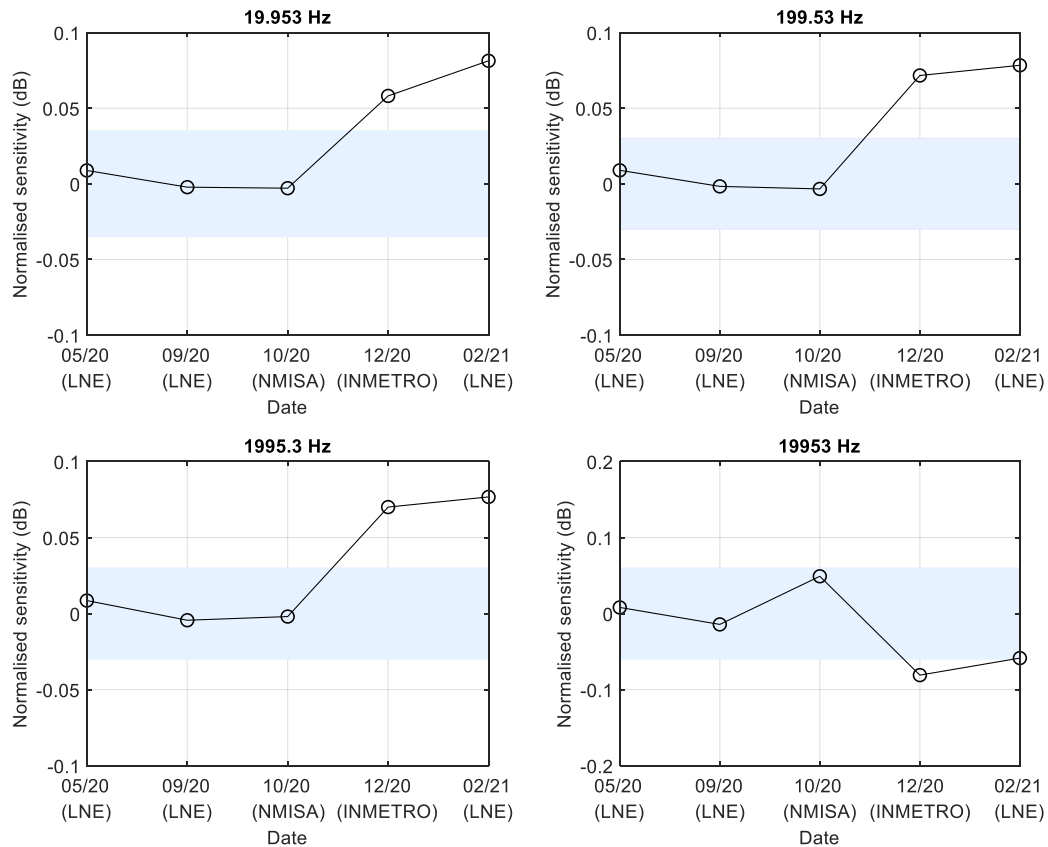 19.953 Hz
Normalised sensitivity (dB)
0.1
0.05
0
-0.05
-0.1
05/20 09/20 10/20 12/20 02/21
(LNE) (LNE) (NMISA) (INMETRO) (LNE)
Date
199.53 Hz
Normalised sensitivity (dB)
0.1
0.05
0
-0.05
-0.1
05/20 09/20 10/20 12/20 02/21
(LNE) (LNE) (NMISA) (INMETRO) (LNE)
Date
1995.3 Hz
Normalised sensitivity (dB)
0.1
0.05
0
-0.05
-0.1
05/20 09/20 10/20 12/20 02/21
(LNE) (LNE) (NMISA) (INMETRO) (LNE)
Date
19953 Hz
Normalised sensitivity (dB)
0.2
0.1
0
-0.1
-0.2
05/20 09/20 10/20 12/20 02/21
(LNE) (LNE) (NMISA) (INMETRO) (LNE)
Date